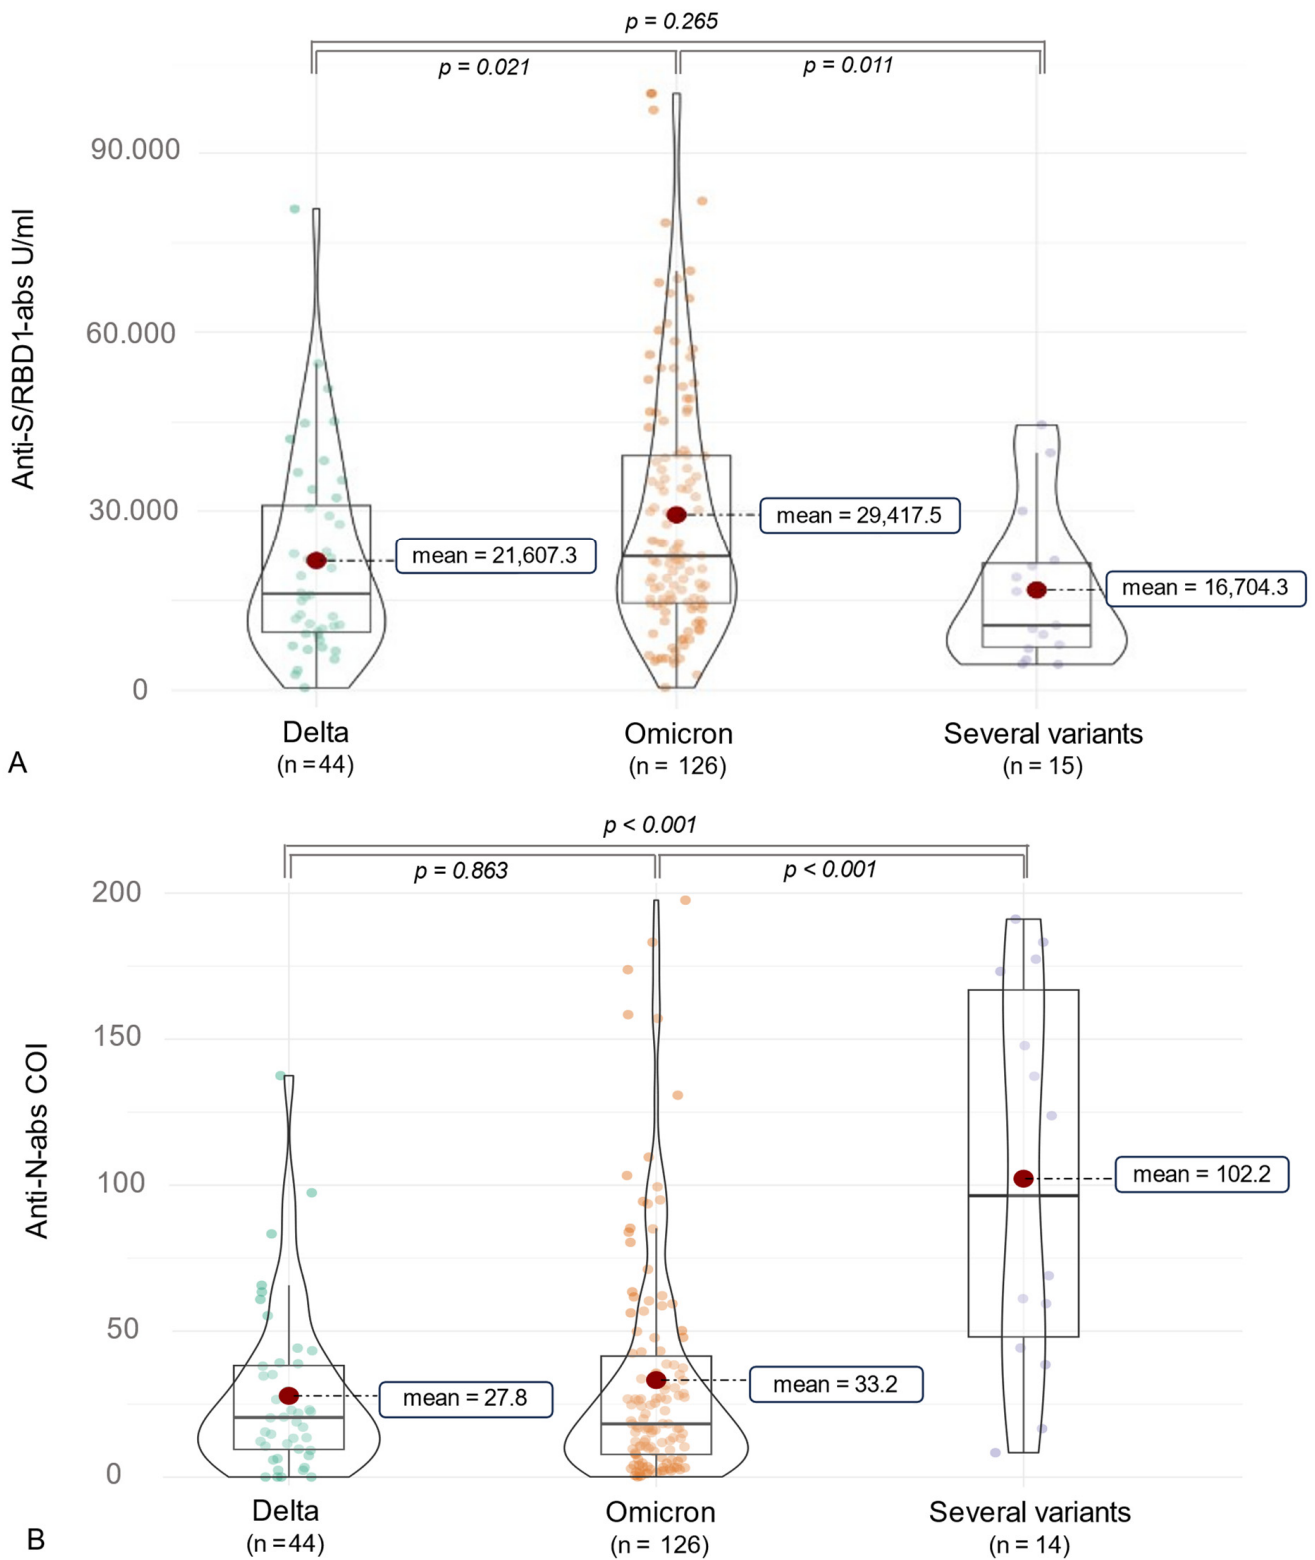 p = 0.265
p = 0.021
p = 0.011
90.000
60.000
30.000
0
Anti-S/RBD1-abs U/ml
mean = 21,607.3
mean = 29,417.5
mean = 16,704.3
Delta
(n =44)
Omicron
(n = 126)
Several variants
(n = 15)
A
p < 0.001
p = 0.863
p < 0.001
200
150
100
50
0
Anti-N-abs COI
mean = 27.8
mean = 33.2
mean = 102.2
Delta
(n =44)
Omicron
(n = 126)
Several variants
(n = 14)
B